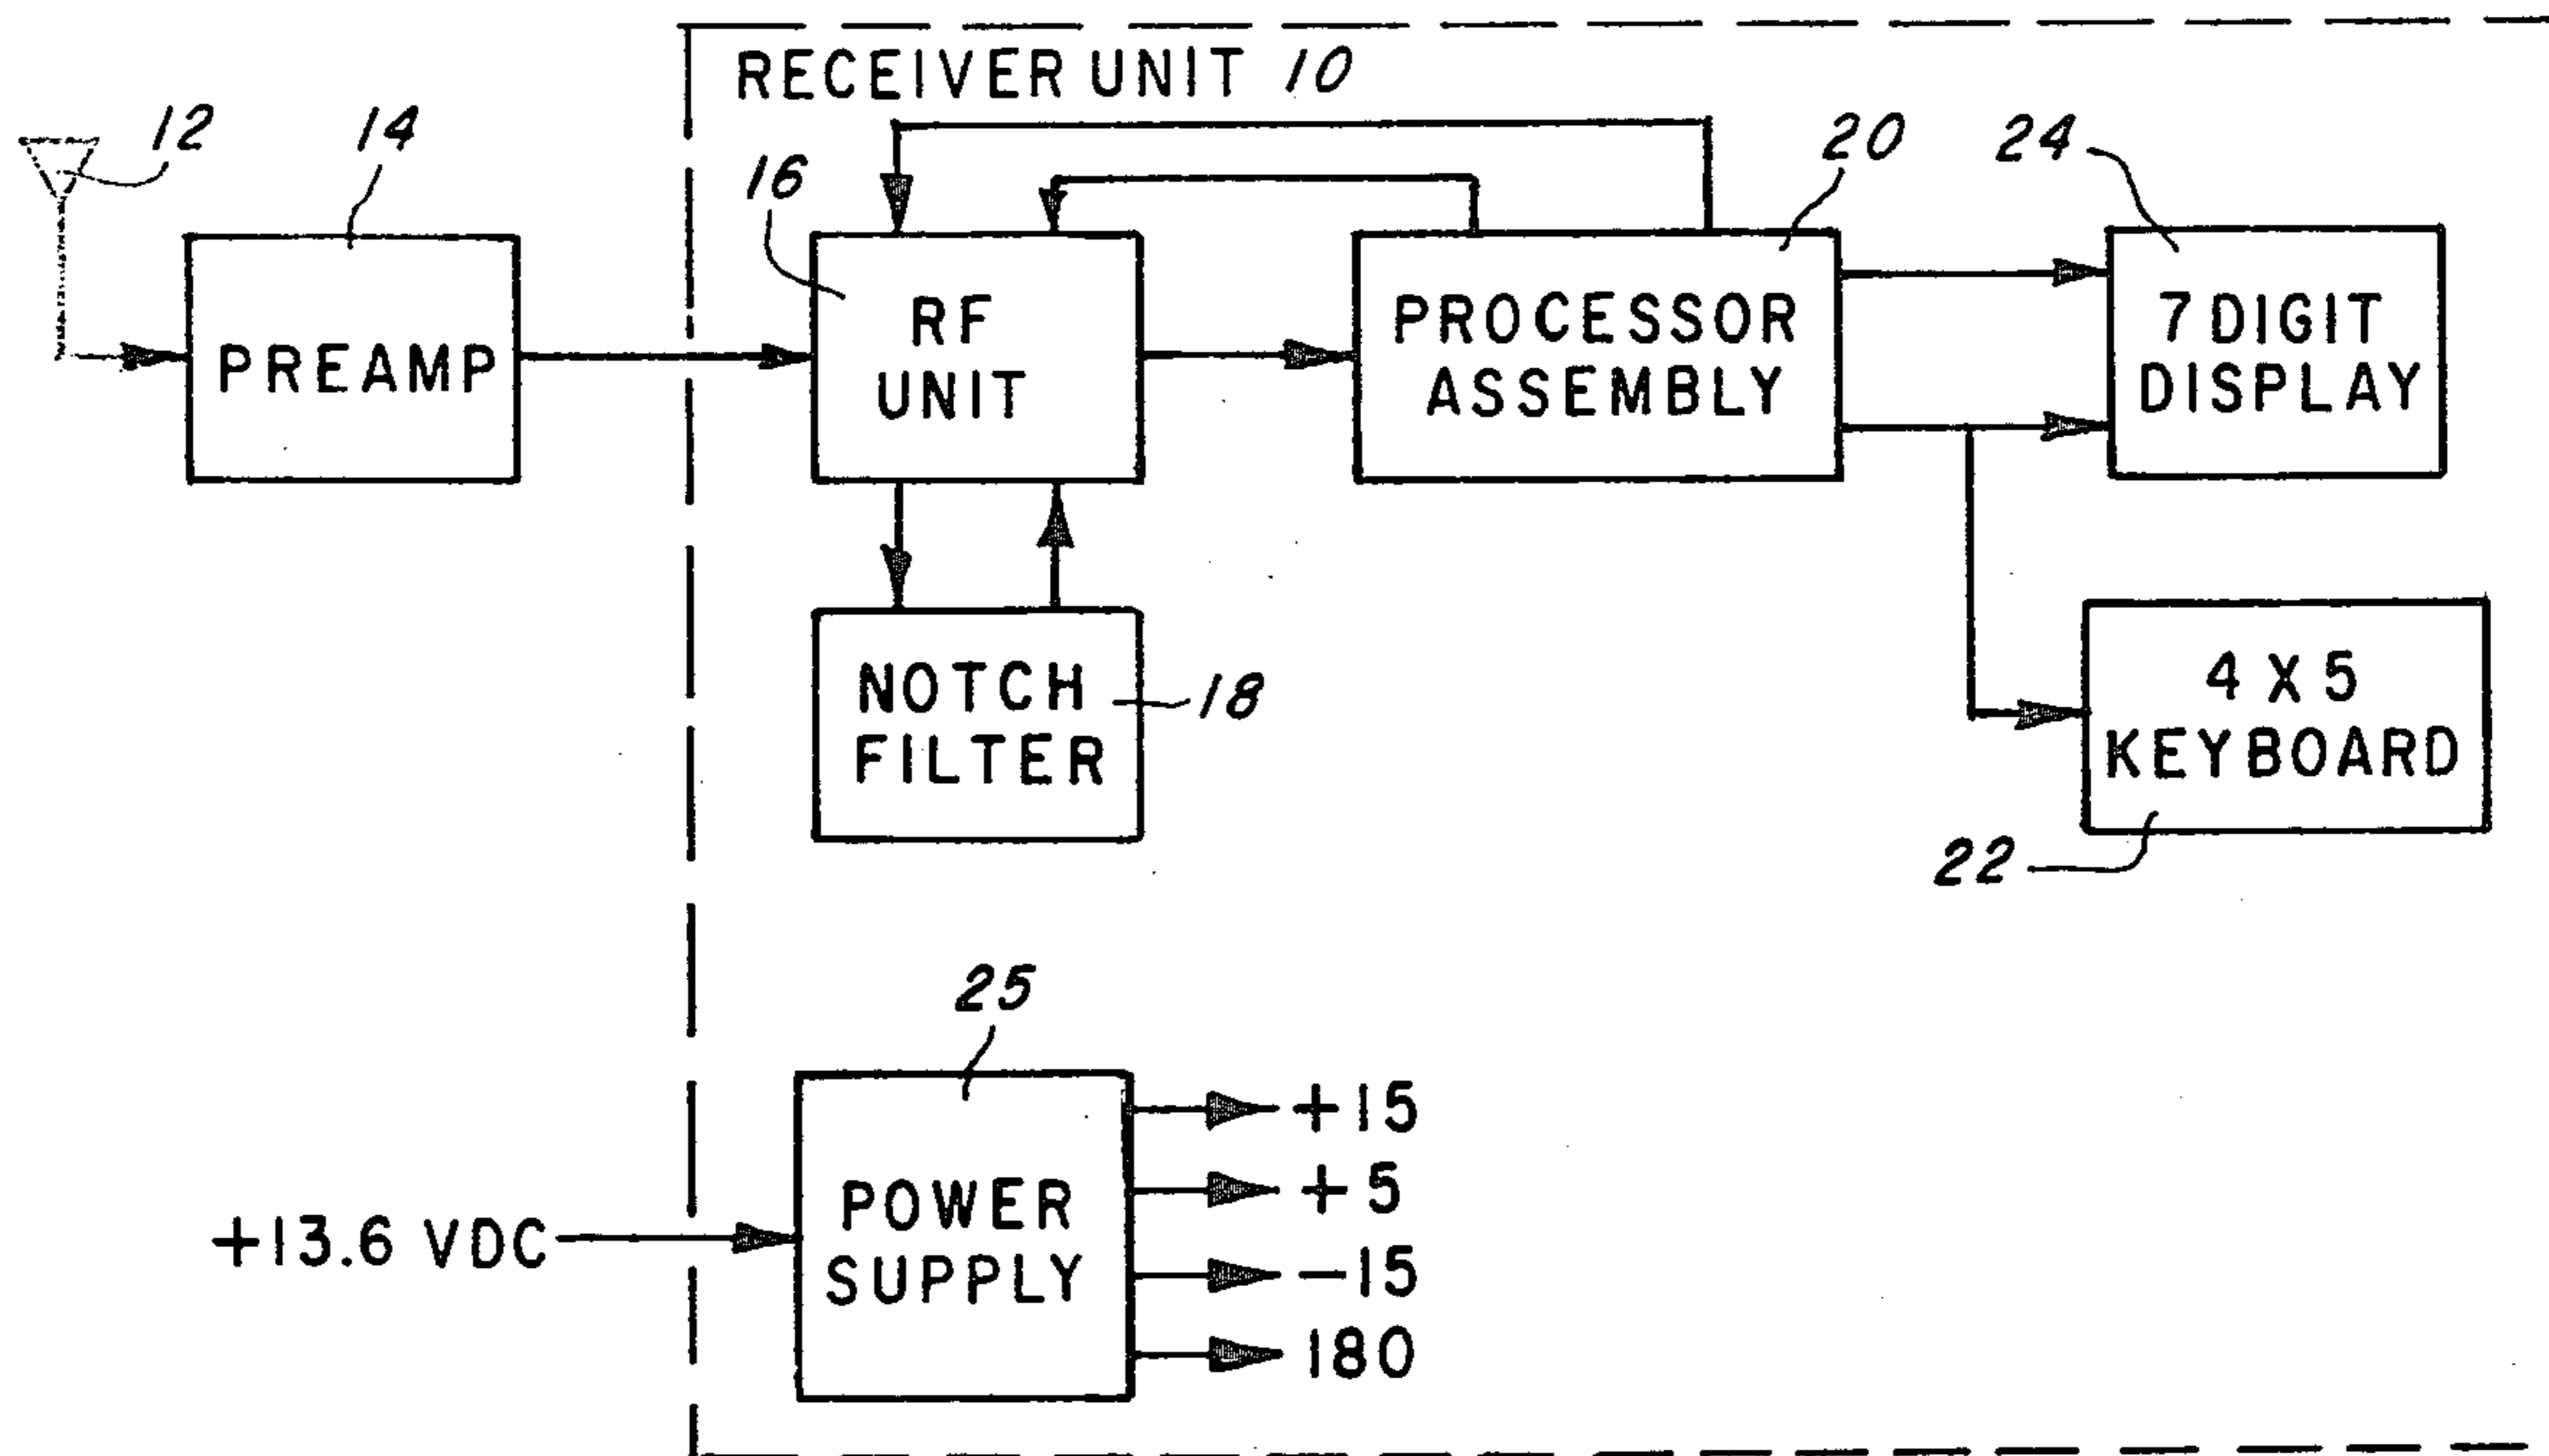 RECEIVER UNIT 10
12
14
16
20
24
PREAMP
RF
UNIT
PROCESSOR
ASSEMBLY
7 DIGIT
DISPLAY
NOTCH
FILTER
18
4 X 5
KEYBOARD
22
25
POWER
SUPPLY
+13.6 VDC
+15
+5
-15
180